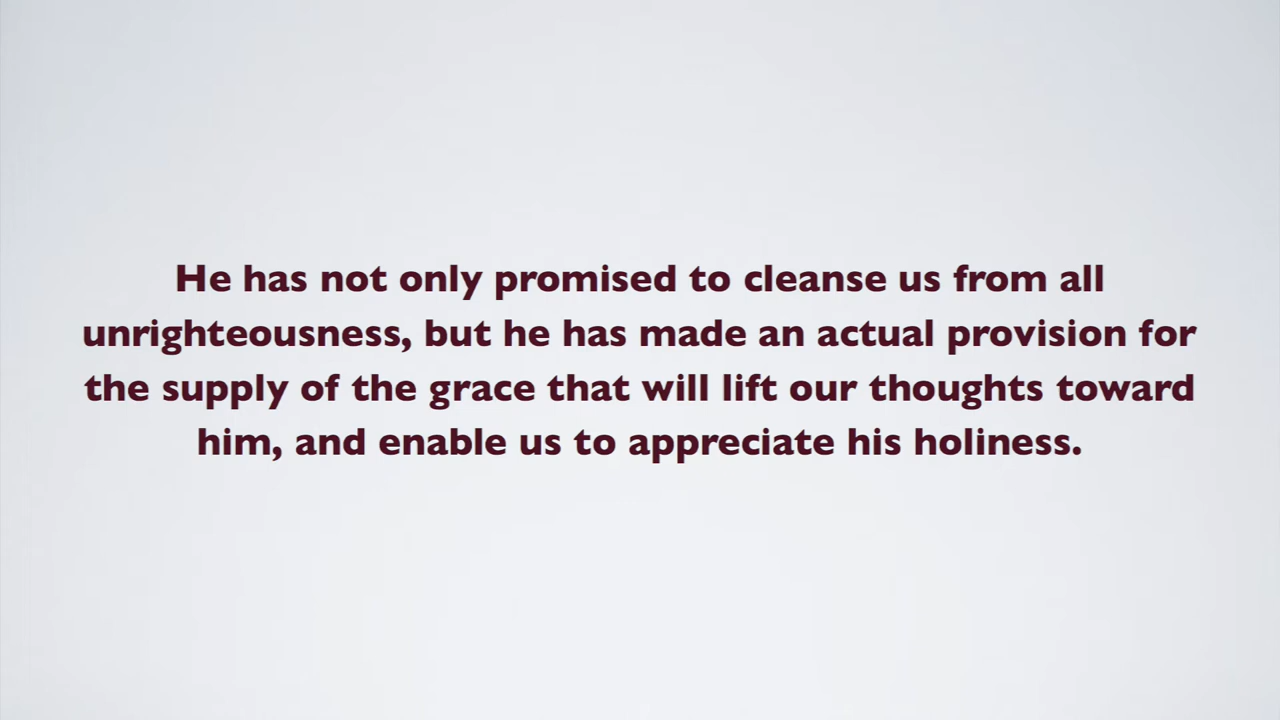 He has not only promised to cleanse us from all
unrighteousness, but he has made an actual provision for
the supply of the grace that will lift our thoughts toward
him, and enable us to appreciate his holiness.